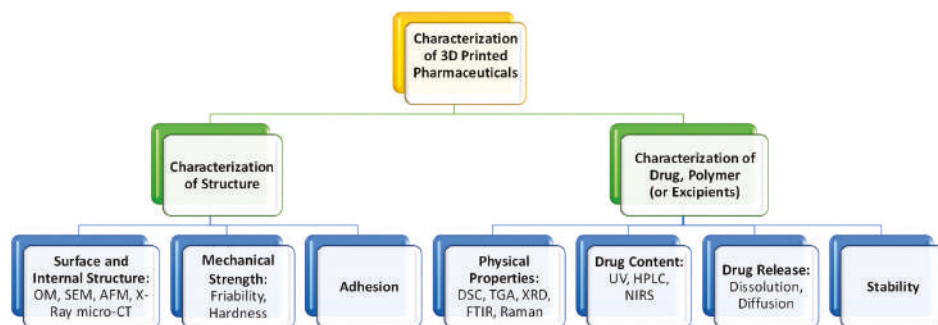 Characterization
of 3D Printed
Pharmaceuticals
Characterization
of Structure
Characterization of
Drug, Polymer
(or Excipients)
Surface and
Internal Structure:
OM, SEM, AFM, X-
Ray micro-CT
Mechanical
Strength:
Friability,
Hardness
Adhesion
Physical
Properties:
DSC, TGA, XRD,
FTIR, Raman
Drug Content:
UV, HPLC,
NIRS
Drug Release:
Dissolution,
Diffusion
Stability